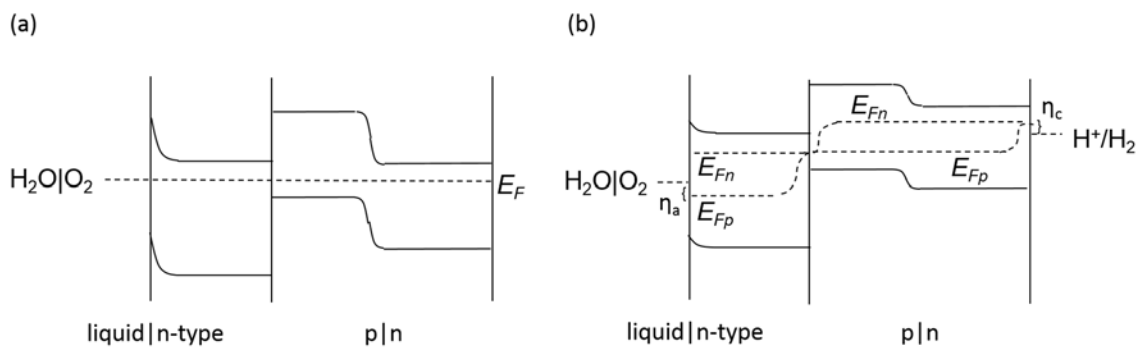 (a)
H₂O|O₂
E_F
liquid|n-type
p|n
(b)
E_Fn
η_c
H⁺/H₂
E_Fn
E_Fp
H₂O|O₂
η_a
E_Fp
liquid|n-type
p|n